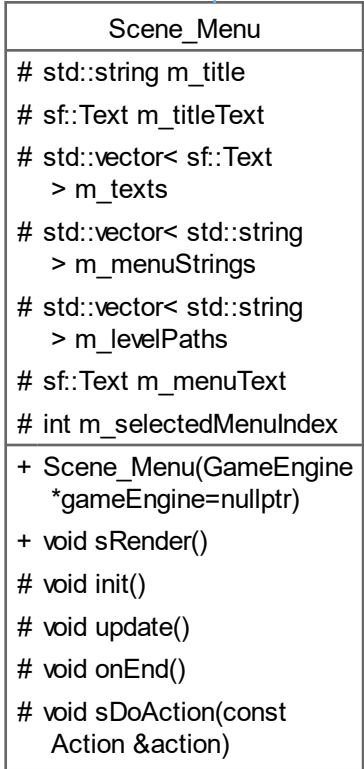 Scene_Menu
# std::string m_title
# sf::Text m_titleText
# std::vector< sf::Text
> m_texts
# std::vector< std::string
> m_menuStrings
# std::vector< std::string
> m_levelPaths
# sf::Text m_menuText
# int m_selectedMenuIndex
+ Scene_Menu(GameEngine
*gameEngine=nullptr)
+ void sRender()
# void init()
# void update()
# void onEnd()
# void sDoAction(const
Action &action)